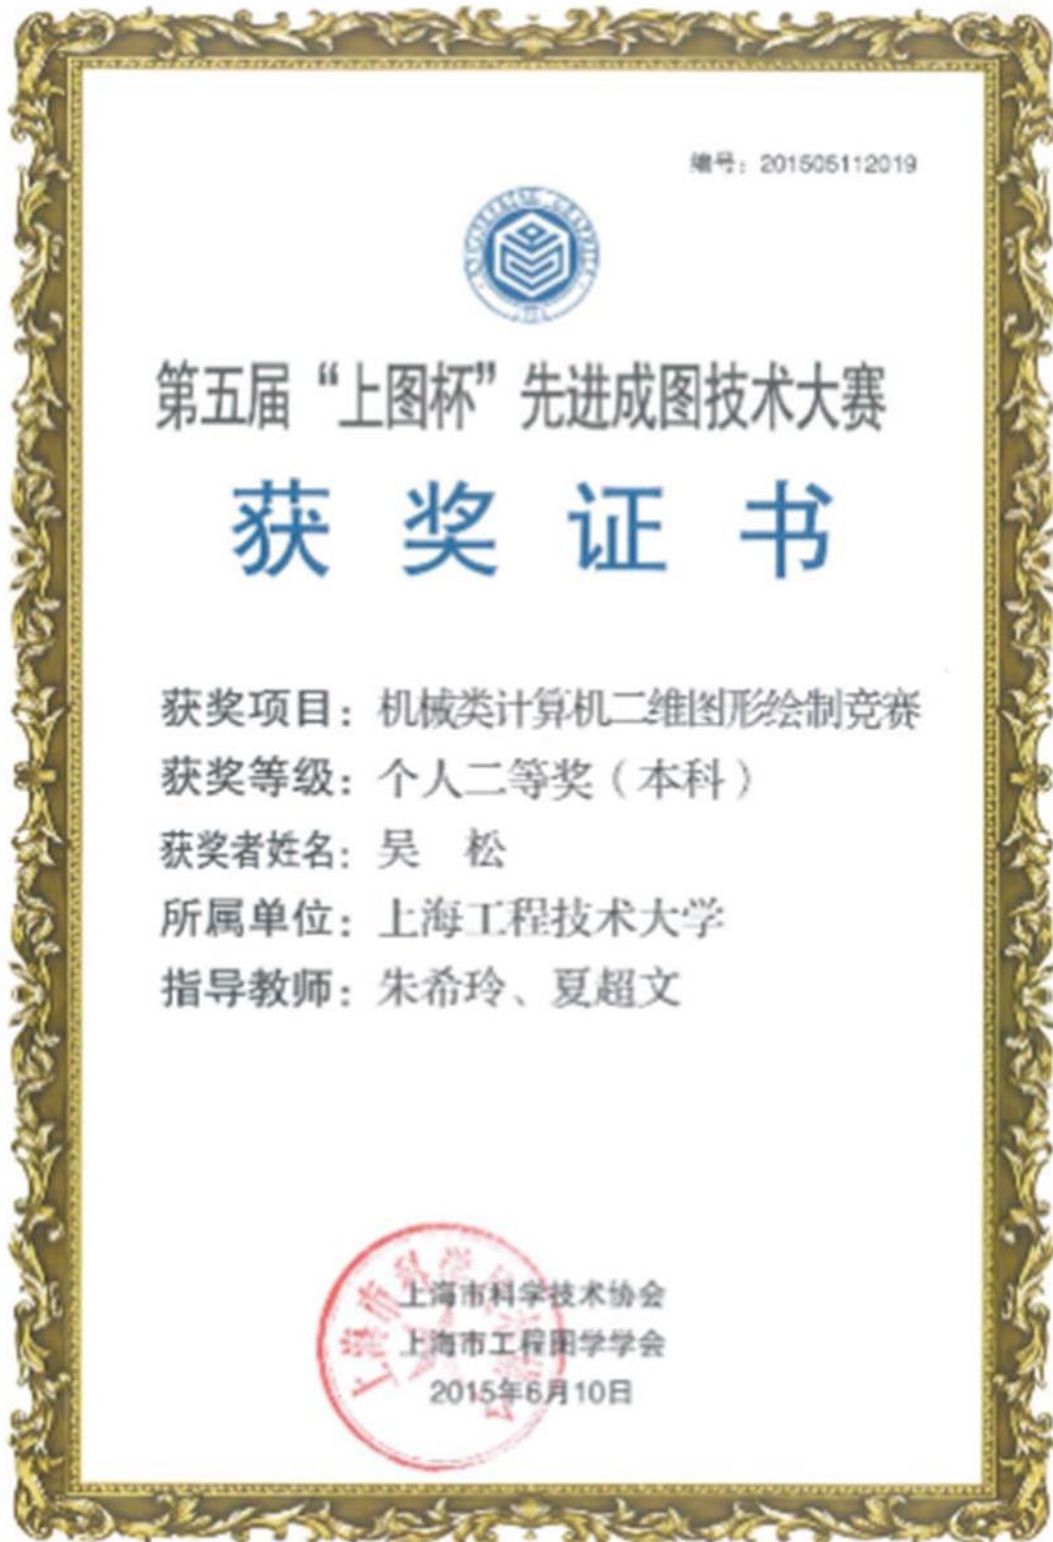 编号：201505112019
第五届“上图杯”先进成图技术大赛
获奖证书
获奖项目：机械类计算机二维图形绘制竞赛
获奖等级：个人二等奖（本科）
获奖者姓名：吴 松
所属单位：上海工程技术大学
指导教师：朱希玲、夏超文
上海市科学技术协会
上海市工程图学学会
2015年6月10日